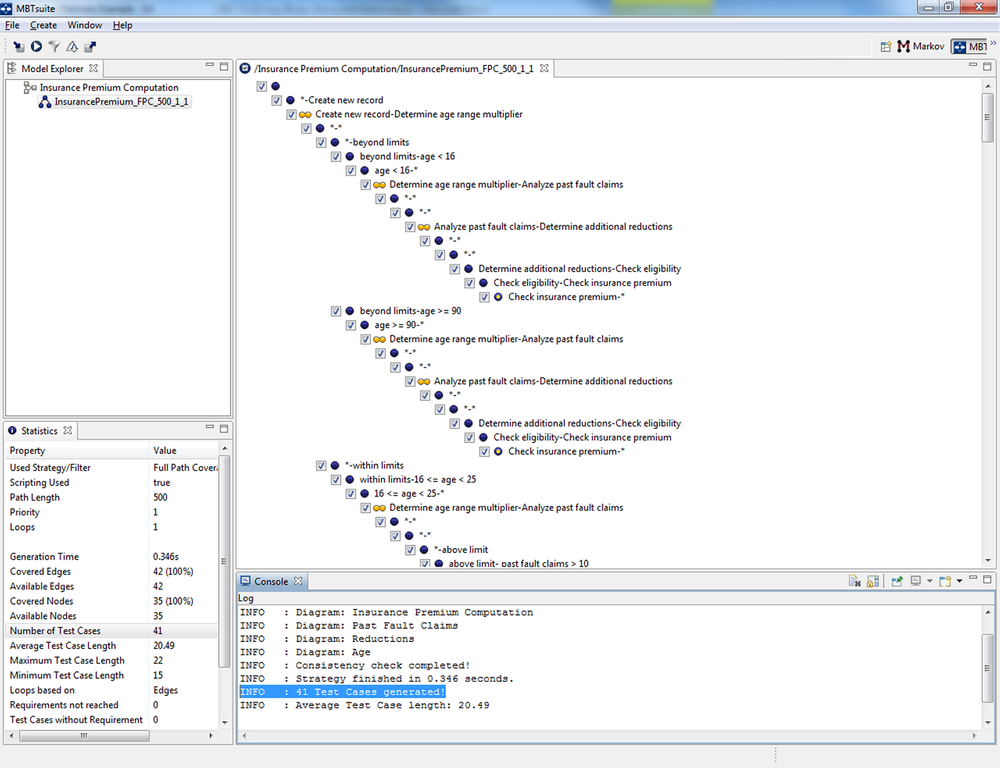 MBTsuite
File Create Window Help
Markov MBT »
Model Explorer
Insurance Premium Computation
InsurancePremium_FPC_500_1_1
/Insurance Premium Computation/InsurancePremium_FPC_500_1_1
*-Create new record
Create new record-Determine age range multiplier
*-*
*-beyond limits
beyond limits-age < 16
age < 16-*
Determine age range multiplier-Analyze past fault claims
*-*
*-*
Analyze past fault claims-Determine additional reductions
*-*
*-*
Determine additional reductions-Check eligibility
Check eligibility-Check insurance premium
Check insurance premium-*
beyond limits-age >= 90
age >= 90-*
Determine age range multiplier-Analyze past fault claims
*-*
*-*
Analyze past fault claims-Determine additional reductions
*-*
*-*
Determine additional reductions-Check eligibility
Check eligibility-Check insurance premium
Check insurance premium-*
*-within limits
within limits-16 <= age < 25
16 <= age < 25-*
Determine age range multiplier-Analyze past fault claims
*-*
*-*
*-above limit
above limit- past fault claims > 10
Statistics
Property Value
Used Strategy/Filter Full Path Covera
Scripting Used true
Path Length 500
Priority 1
Loops 1
Generation Time 0.346s
Covered Edges 42 (100%)
Available Edges 42
Covered Nodes 35 (100%)
Available Nodes 35
Number of Test Cases 41
Average Test Case Length 20.49
Maximum Test Case Length 22
Minimum Test Case Length 15
Loops based on Edges
Requirements not reached 0
Test Cases without Requirement 0
Console
Log
INFO : Diagram: Insurance Premium Computation
INFO : Diagram: Past Fault Claims
INFO : Diagram: Reductions
INFO : Diagram: Age
INFO : Consistency check completed!
INFO : Strategy finished in 0.346 seconds.
INFO : 41 Test Cases generated!
INFO : Average Test Case length: 20.49